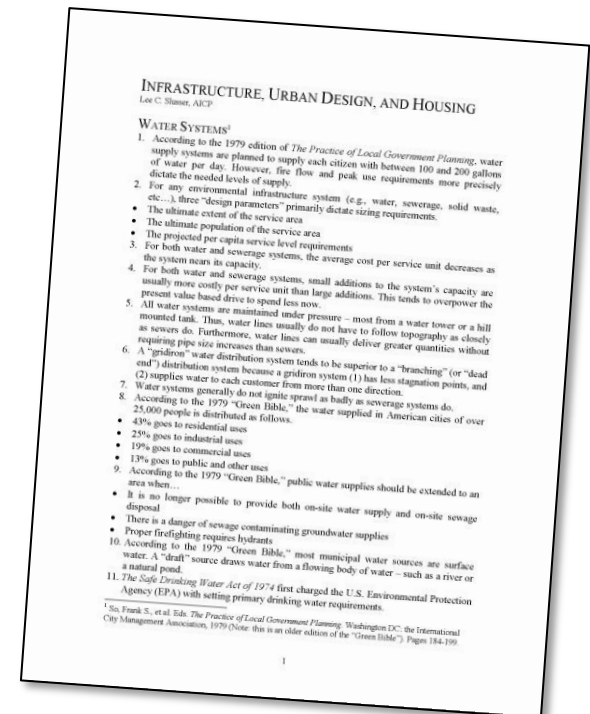 INFRASTRUCTURE, URBAN DESIGN, AND HOUSING
Lee C. Slusser, AICP
WATER SYSTEMS¹
1. According to the 1979 edition of The Practice of Local Government Planning, water
supply systems are planned to supply each citizen with between 100 and 200 gallons
of water per day. However, fire flow and peak use requirements more precisely
dictate the needed levels of supply.
2. For any environmental infrastructure system (e.g., water, sewerage, solid waste,
etc…), three “design parameters” primarily dictate sizing requirements.
• The ultimate extent of the service area
• The ultimate population of the service area
• The projected per capita service level requirements
3. For both water and sewerage systems, the average cost per service unit decreases as
the system nears its capacity.
4. For both water and sewerage systems, small additions to the system’s capacity are
usually more costly per service unit than large additions. This tends to overpower the
present value based drive to spend less now.
5. All water systems are maintained under pressure – most from a water tower or a hill
mounted tank. Thus, water lines usually do not have to follow topography as closely
as sewers do. Furthermore, water lines can usually deliver greater quantities without
requiring pipe size increases than sewers.
6. A “gridiron” water distribution system tends to be superior to a “branching” (or “dead
end”) distribution system because a gridiron system (1) has less stagnation points, and
(2) supplies water to each customer from more than one direction.
7. Water systems generally do not ignite sprawl as badly as sewerage systems do.
8. According to the 1979 “Green Bible,” the water supplied in American cities of over
25,000 people is distributed as follows.
• 43% goes to residential uses
• 25% goes to industrial uses
• 19% goes to commercial uses
• 13% goes to public and other uses
9. According to the 1979 “Green Bible,” public water supplies should be extended to an
area when…
• It is no longer possible to provide both on-site water supply and on-site sewage
disposal
• There is a danger of sewage contaminating groundwater supplies
• Proper firefighting requires hydrants
10. According to the 1979 “Green Bible,” most municipal water sources are surface
water. A “draft” source draws water from a flowing body of water – such as a river or
a natural pond.
11. The Safe Drinking Water Act of 1974 first charged the U.S. Environmental Protection
Agency (EPA) with setting primary drinking water requirements.
¹ So, Frank S., et al. Eds. The Practice of Local Government Planning. Washington DC: the International
City Management Association, 1979 (Note: this is an older edition of the “Green Bible”). Pages 184-199.
1